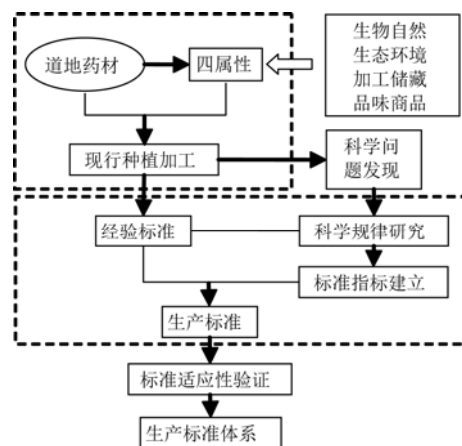 道地药材
四属性
生物自然
生态环境
加工储藏
品味商品
现行种植加工
科学问
题发现
经验标准
科学规律研究
标准指标建立
生产标准
标准适应性验证
生产标准体系